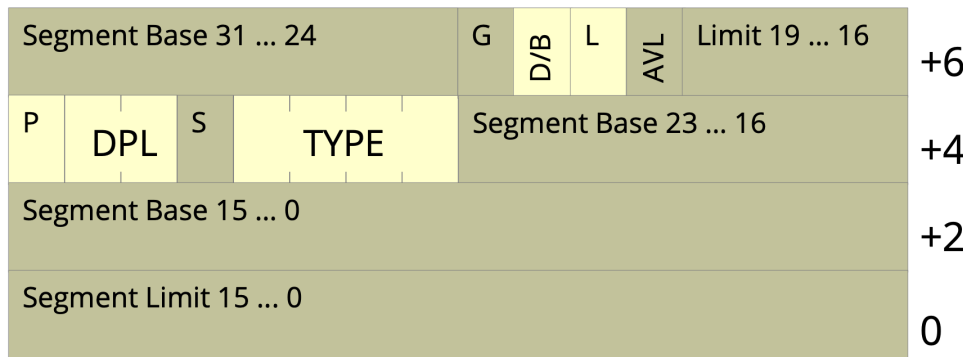 Segment Base 31 ... 24 G D/B L AVL Limit 19 ... 16 +6
P DPL S TYPE Segment Base 23 ... 16 +4
Segment Base 15 ... 0 +2
Segment Limit 15 ... 0 0